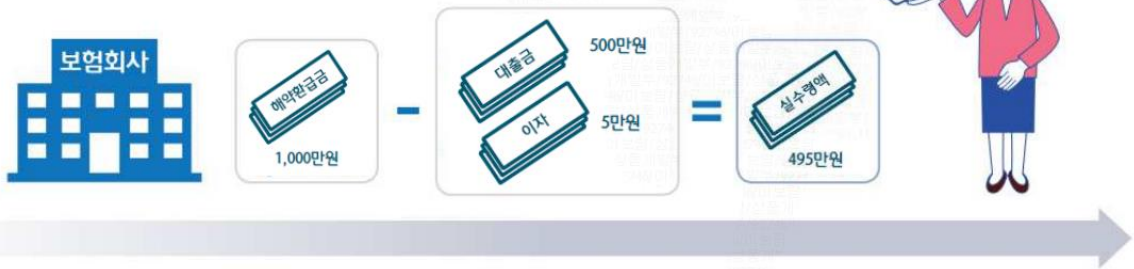 보험회사
해약환급금
1,000만원
-
대출금
500만원
이자
5만원
=
실수령액
495만원